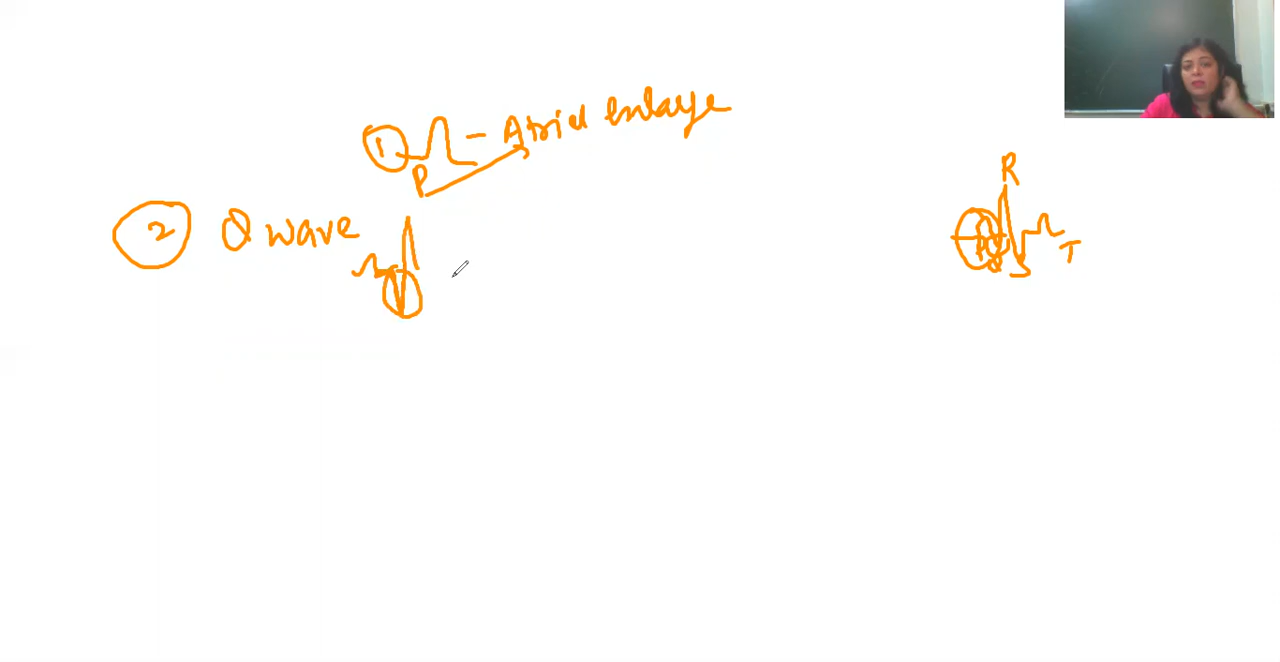 ① - Atrial enlarge
P
② Q wave
R
P Q S T